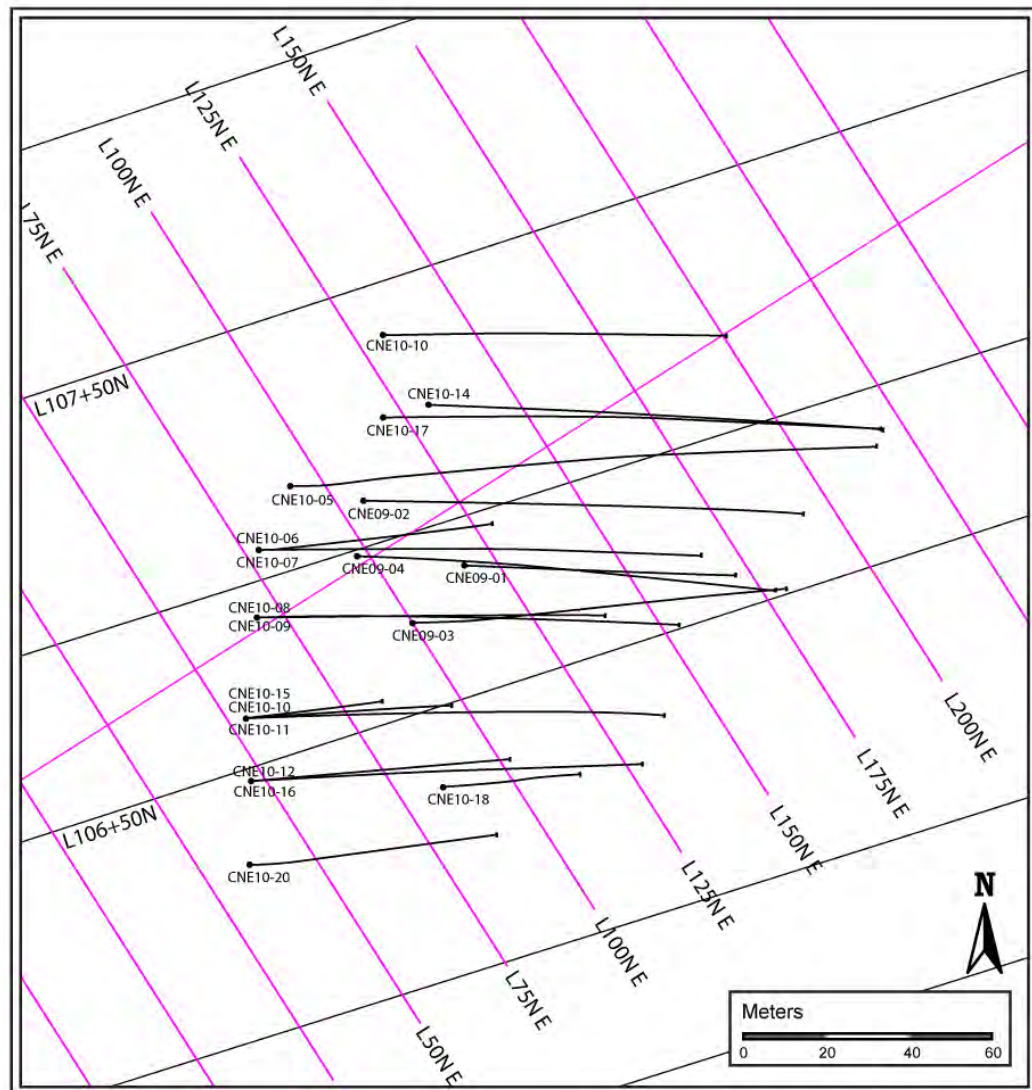 L150N E
L125N E
L100N E
L75N E
CNE10-10
L107+50N
CNE10-14
CNE10-17
CNE10-05
CNE09-02
CNE10-06
CNE10-07
CNE09-04
CNE09-01
CNE10-08
CNE10-09
CNE09-03
CNE10-15
CNE10-10
CNE10-11
L200N E
L175N E
CNE10-12
CNE10-16
CNE10-18
L106+50N
L150N E
L125N E
CNE10-20
L100N E
L75N E
L50N E
N
Meters
0 20 40 60